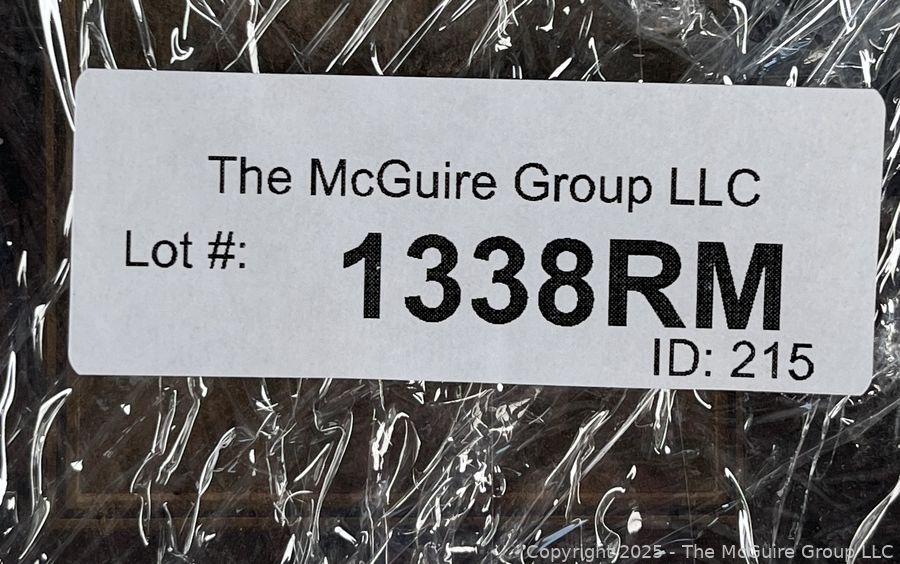 The McGuire Group LLC
Lot #: 1338RM
ID: 215
Copyright 2025 - The McGuire Group LLC